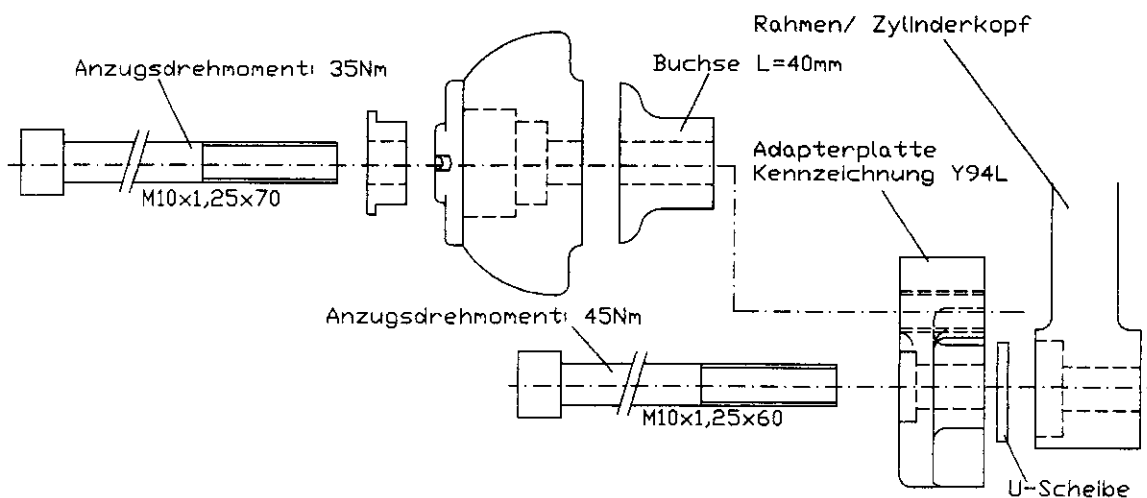 Rahmen/ Zylinderkopf
Anzugsdrehmoment: 35Nm
Buchse L=40mm
Adapterplatte
Kennzeichnung Y94L
M10x1,25x70
Anzugsdrehmoment: 45Nm
M10x1,25x60
U-Scheibe